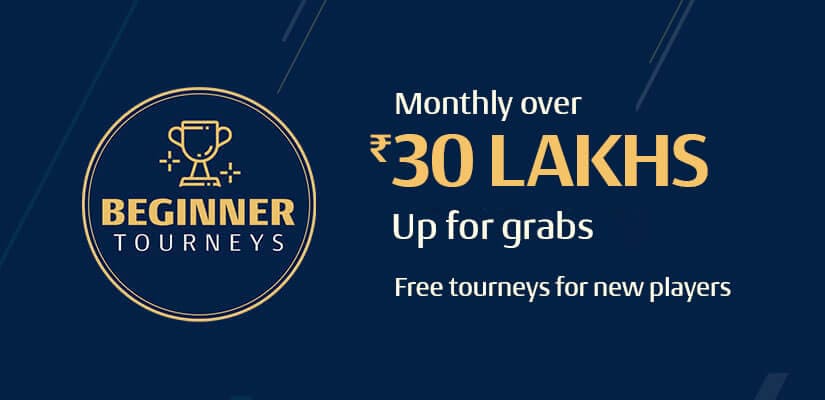 BEGINNER
TOURNEYS
Monthly over
₹30 LAKHS
Up for grabs
Free tourneys for new players